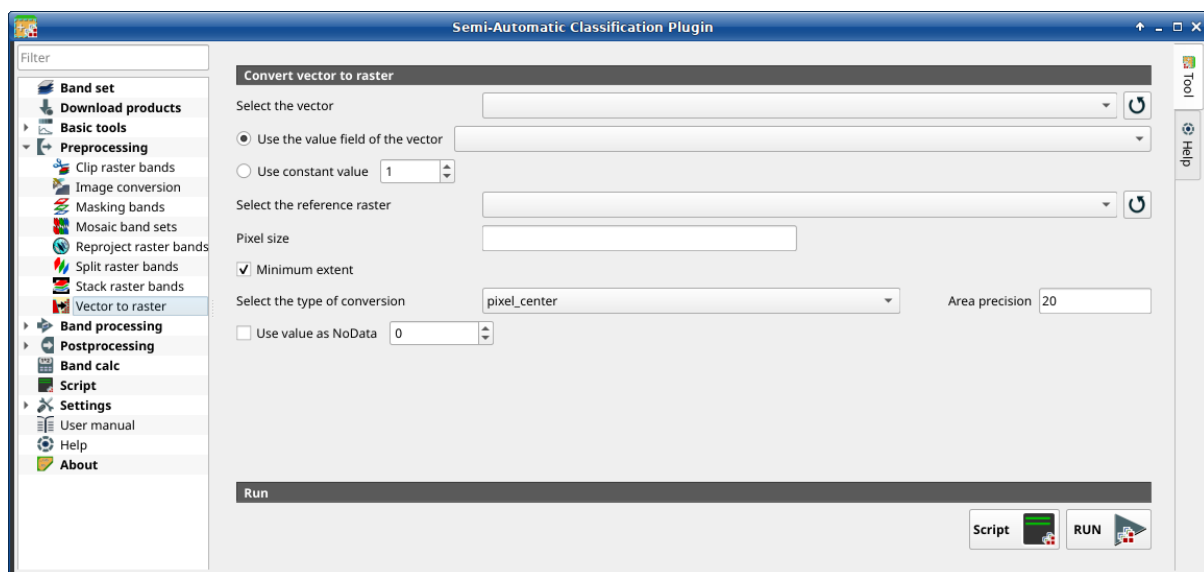 Semi-Automatic Classification Plugin
Filter
Band set
Download products
Basic tools
Preprocessing
Clip raster bands
Image conversion
Masking bands
Mosaic band sets
Reproject raster bands
Split raster bands
Stack raster bands
Vector to raster
Band processing
Postprocessing
Band calc
Script
Settings
User manual
Help
About
Convert vector to raster
Select the vector
Use the value field of the vector
Use constant value 1
Select the reference raster
Pixel size
Minimum extent
Select the type of conversion pixel_center Area precision 20
Use value as NoData 0
Run
Script RUN
Tool
Help